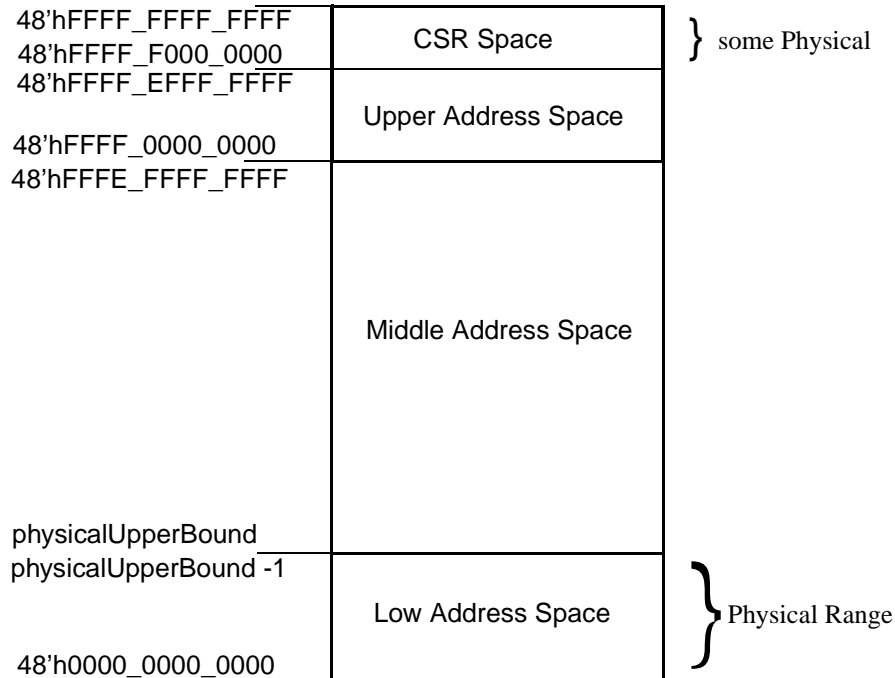 48'hFFFF_FFFF_FFFF
CSR Space
} some Physical
48'hFFFF_F000_0000
48'hFFFF_EFFF_FFFF
Upper Address Space
48'hFFFF_0000_0000
48'hFFFE_FFFF_FFFF
Middle Address Space
physicalUpperBound
physicalUpperBound -1
Low Address Space
} Physical Range
48'h0000_0000_0000